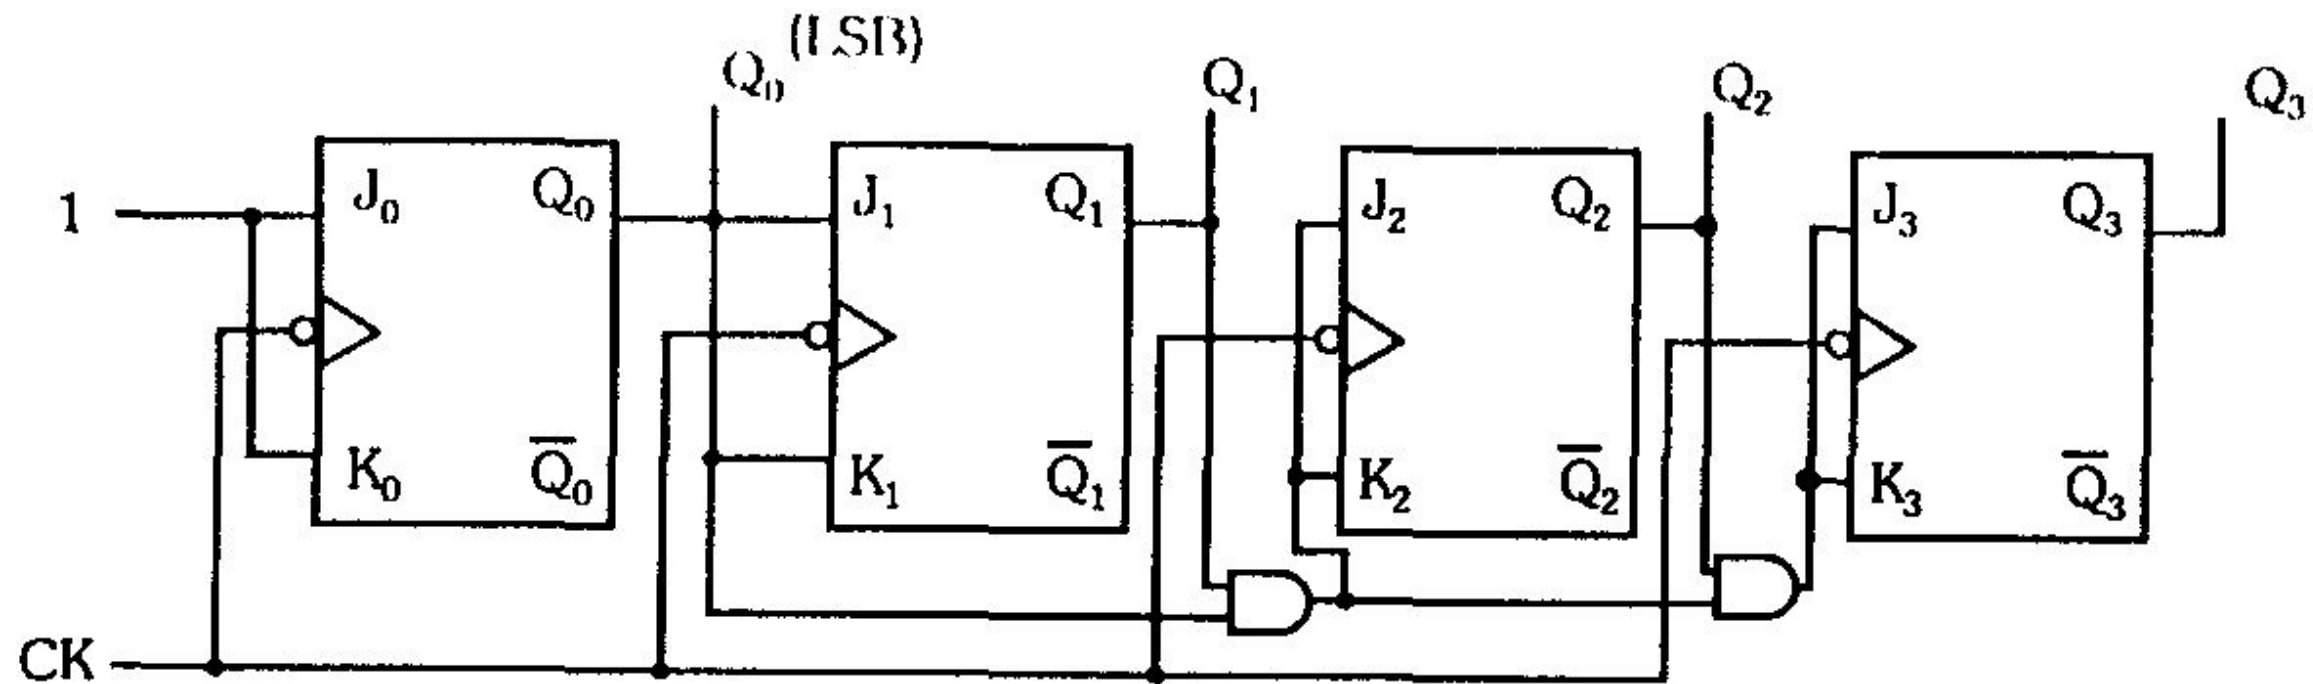 Q₀ (LSB)
Q₁
Q₂
Q₃
1
J₀ Q₀
J₁ Q₁
J₂ Q₂
J₃ Q₃
K₀ Q̅₀
K₁ Q̅₁
K₂ Q̅₂
K₃ Q̅₃
CK